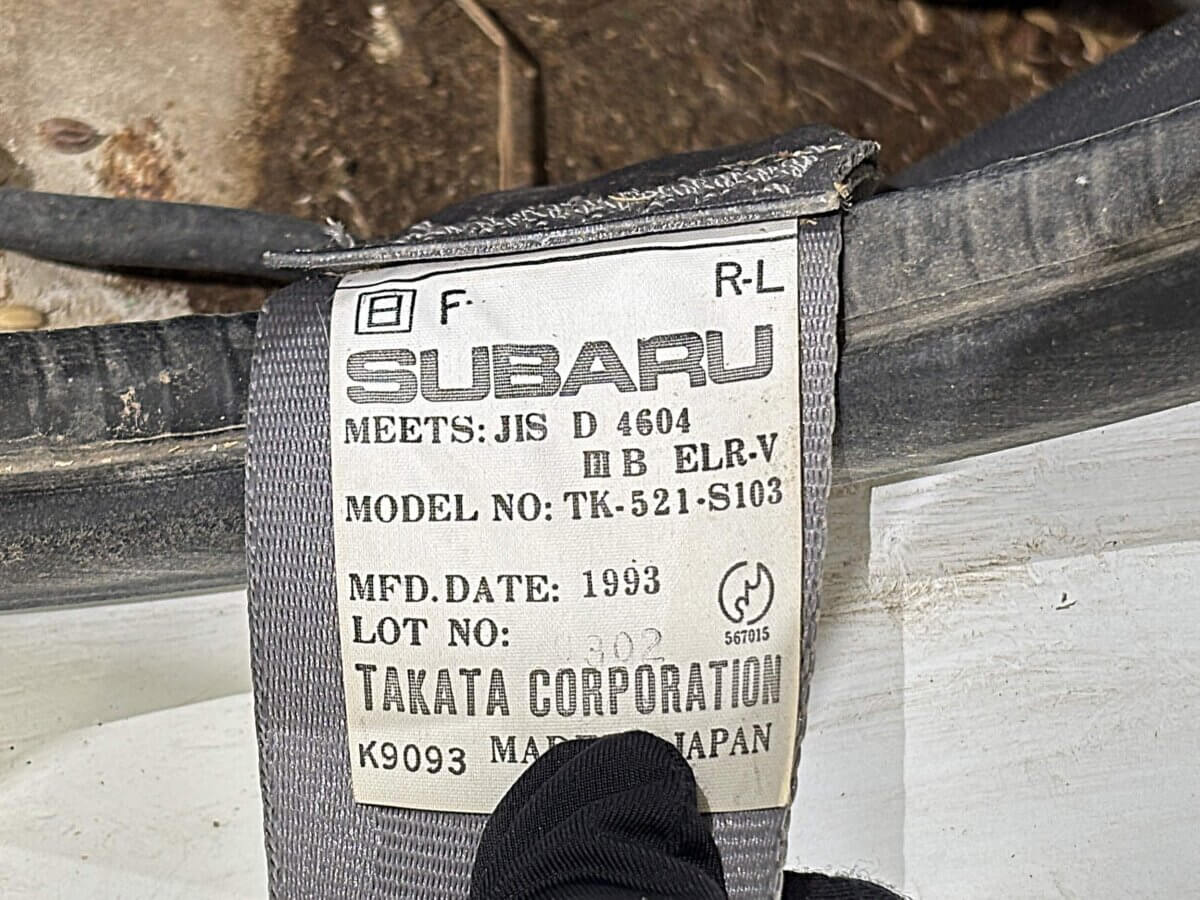 日 F- R-L
SUBARU
MEETS: JIS D 4604
III B ELR-V
MODEL NO: TK-521-S103
MFD. DATE: 1993
567015
LOT NO: 302
TAKATA CORPORATION
K9093 JAPAN